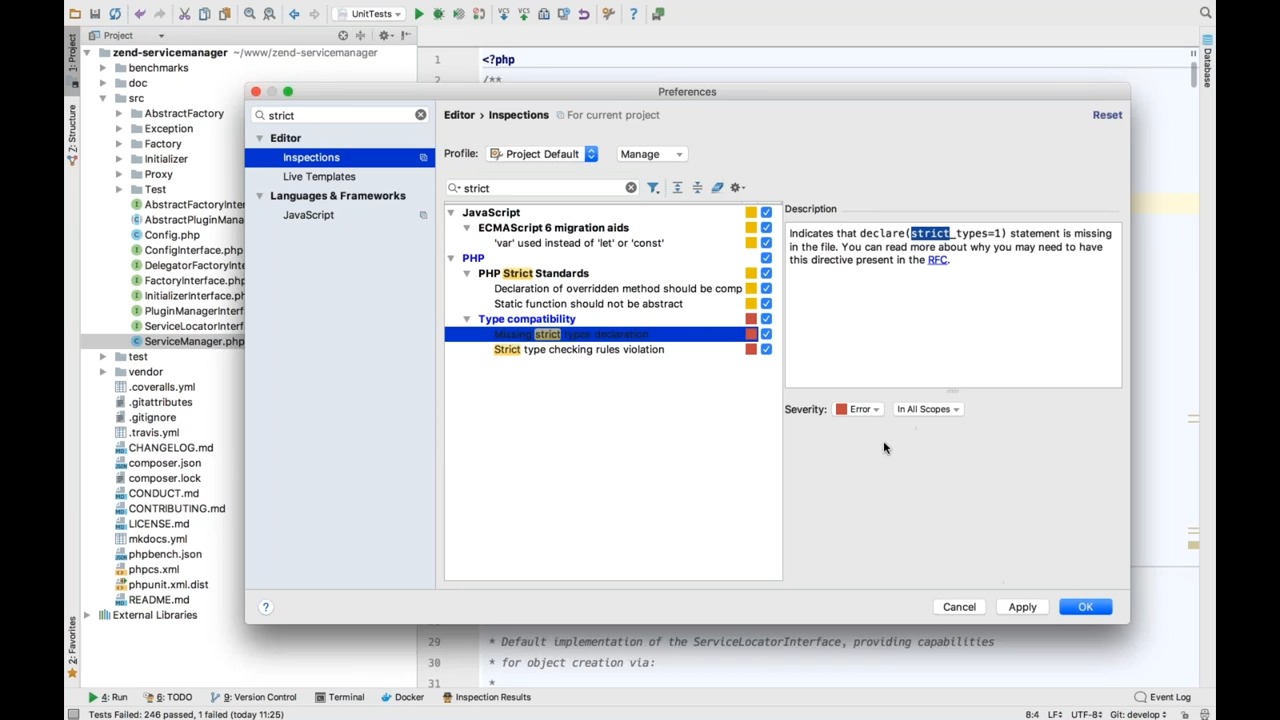 UnitTests
Project
zend-servicemanager ~/www/zend-servicemanager
benchmarks
doc
src
AbstractFactory
Exception
Factory
Initializer
Proxy
Test
AbstractFactoryInter
AbstractPluginMana
Config.php
ConfigInterface.php
DelegatorFactoryInte
FactoryInterface.php
InitializerInterface.ph
PluginManagerInterf
ServiceLocatorInterf
ServiceManager.php
test
vendor
.coveralls.yml
.gitattributes
.gitignore
.travis.yml
CHANGELOG.md
composer.json
composer.lock
CONDUCT.md
CONTRIBUTING.md
LICENSE.md
mkdocs.yml
phpbench.json
phpcs.xml
phpunit.xml.dist
README.md
External Libraries
1: Project
7: Structure
2: Favorites
Database
1 <?php
2 /**
Preferences
strict
Editor
Inspections
Live Templates
Languages & Frameworks
JavaScript
Editor › Inspections For current project
Reset
Profile: Project Default Manage
strict
JavaScript
ECMAScript 6 migration aids
'var' used instead of 'let' or 'const'
PHP
PHP Strict Standards
Declaration of overridden method should be comp
Static function should not be abstract
Type compatibility
Missing strict types declaration
Strict type checking rules violation
Description
Indicates that declare(strict_types=1) statement is missing
in the file. You can read more about why you may need to have
this directive present in the RFC.
Severity: Error In All Scopes
? Cancel Apply OK
29 * Default implementation of the ServiceLocatorInterface, providing capabilities
30 * for object creation via:
31 *
4: Run 6: TODO 9: Version Control Terminal Docker Inspection Results Event Log
Tests Failed: 246 passed, 1 failed (today 11:25) 8:4 LF÷ UTF-8÷ Git: develop÷